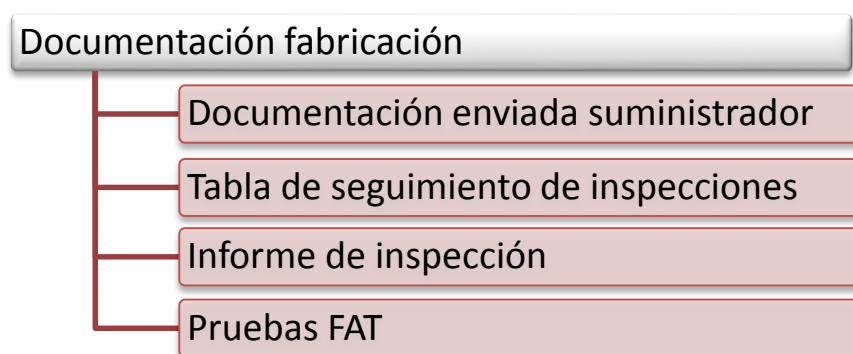 Documentación fabricación
Documentación enviada suministrador
Tabla de seguimiento de inspecciones
Informe de inspección
Pruebas FAT